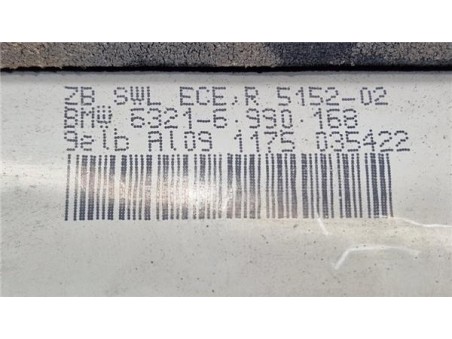 ZB SWL ECE,R 5152-02
BMW 6321-6 990 168
gelb Al09 1175 035422